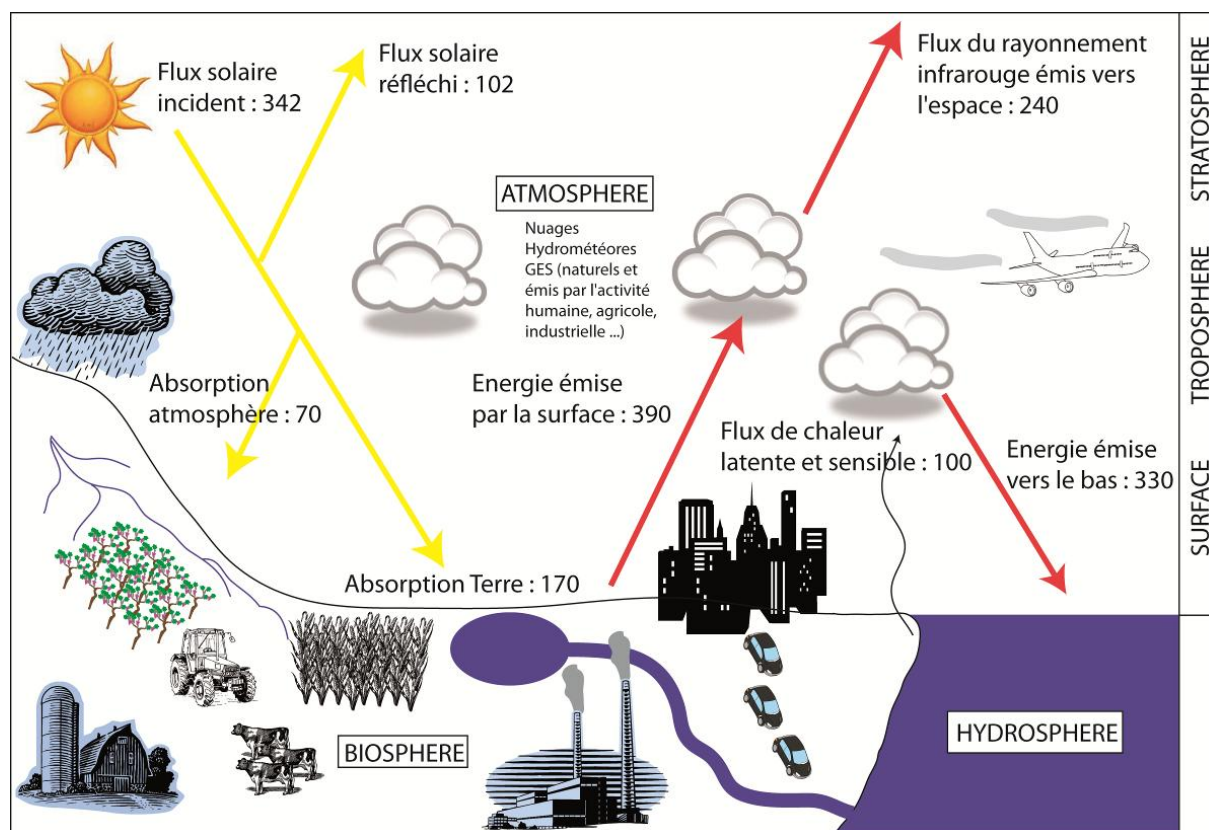 Flux solaire
incident : 342
Flux solaire
réfléchi : 102
Flux du rayonnement
infrarouge émis vers
l'espace : 240
ATMOSPHERE
Nuages
Hydrométéores
GES (naturels et
émis par l'activité
humaine, agricole,
industrielle ...)
Absorption
atmosphère : 70
Energie émise
par la surface : 390
Flux de chaleur
latente et sensible : 100
Energie émise
vers le bas : 330
Absorption Terre : 170
BIOSPHERE
HYDROSPHERE
STRATOSPHERE
TROPOSPHERE
SURFACE